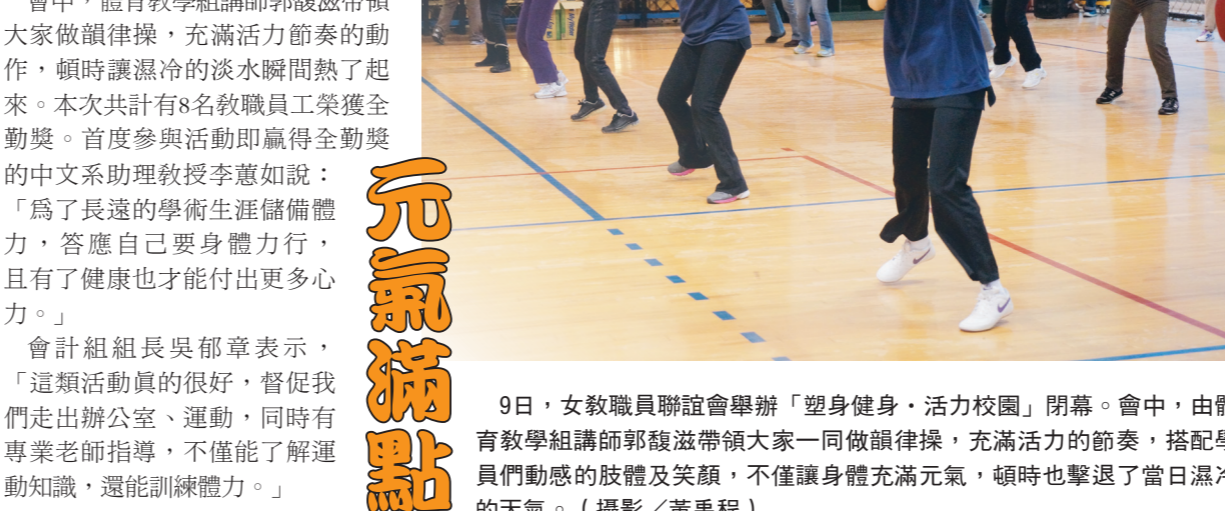 會中，體育教學組講師郭馥滋帶領
大家做韻律操，充滿活力節奏的動
作，頓時讓濕冷的淡水瞬間熱了起
來。本次共計有8名教職員工榮獲全
勤獎。首度參與活動即贏得全勤獎
的中文系助理教授李蕙如說：
「為了長遠的學術生涯儲備體
力，答應自己要身體力行，
且有了健康也才能付出更多心
力。」
會計組組長吳郁章表示，
「這類活動真的很好，督促我
們走出辦公室、運動，同時有
專業老師指導，不僅能了解運
動知識，還能訓練體力。」
元氣滿點
9日，女教職員聯誼會舉辦「塑身健身・活力校園」閉幕。會中，由體
育教學組講師郭馥滋帶領大家一同做韻律操，充滿活力的節奏，搭配學
員們動感的肢體及笑顏，不僅讓身體充滿元氣，頓時也擊退了當日濕冷
的天氣。（攝影／黃禹程）